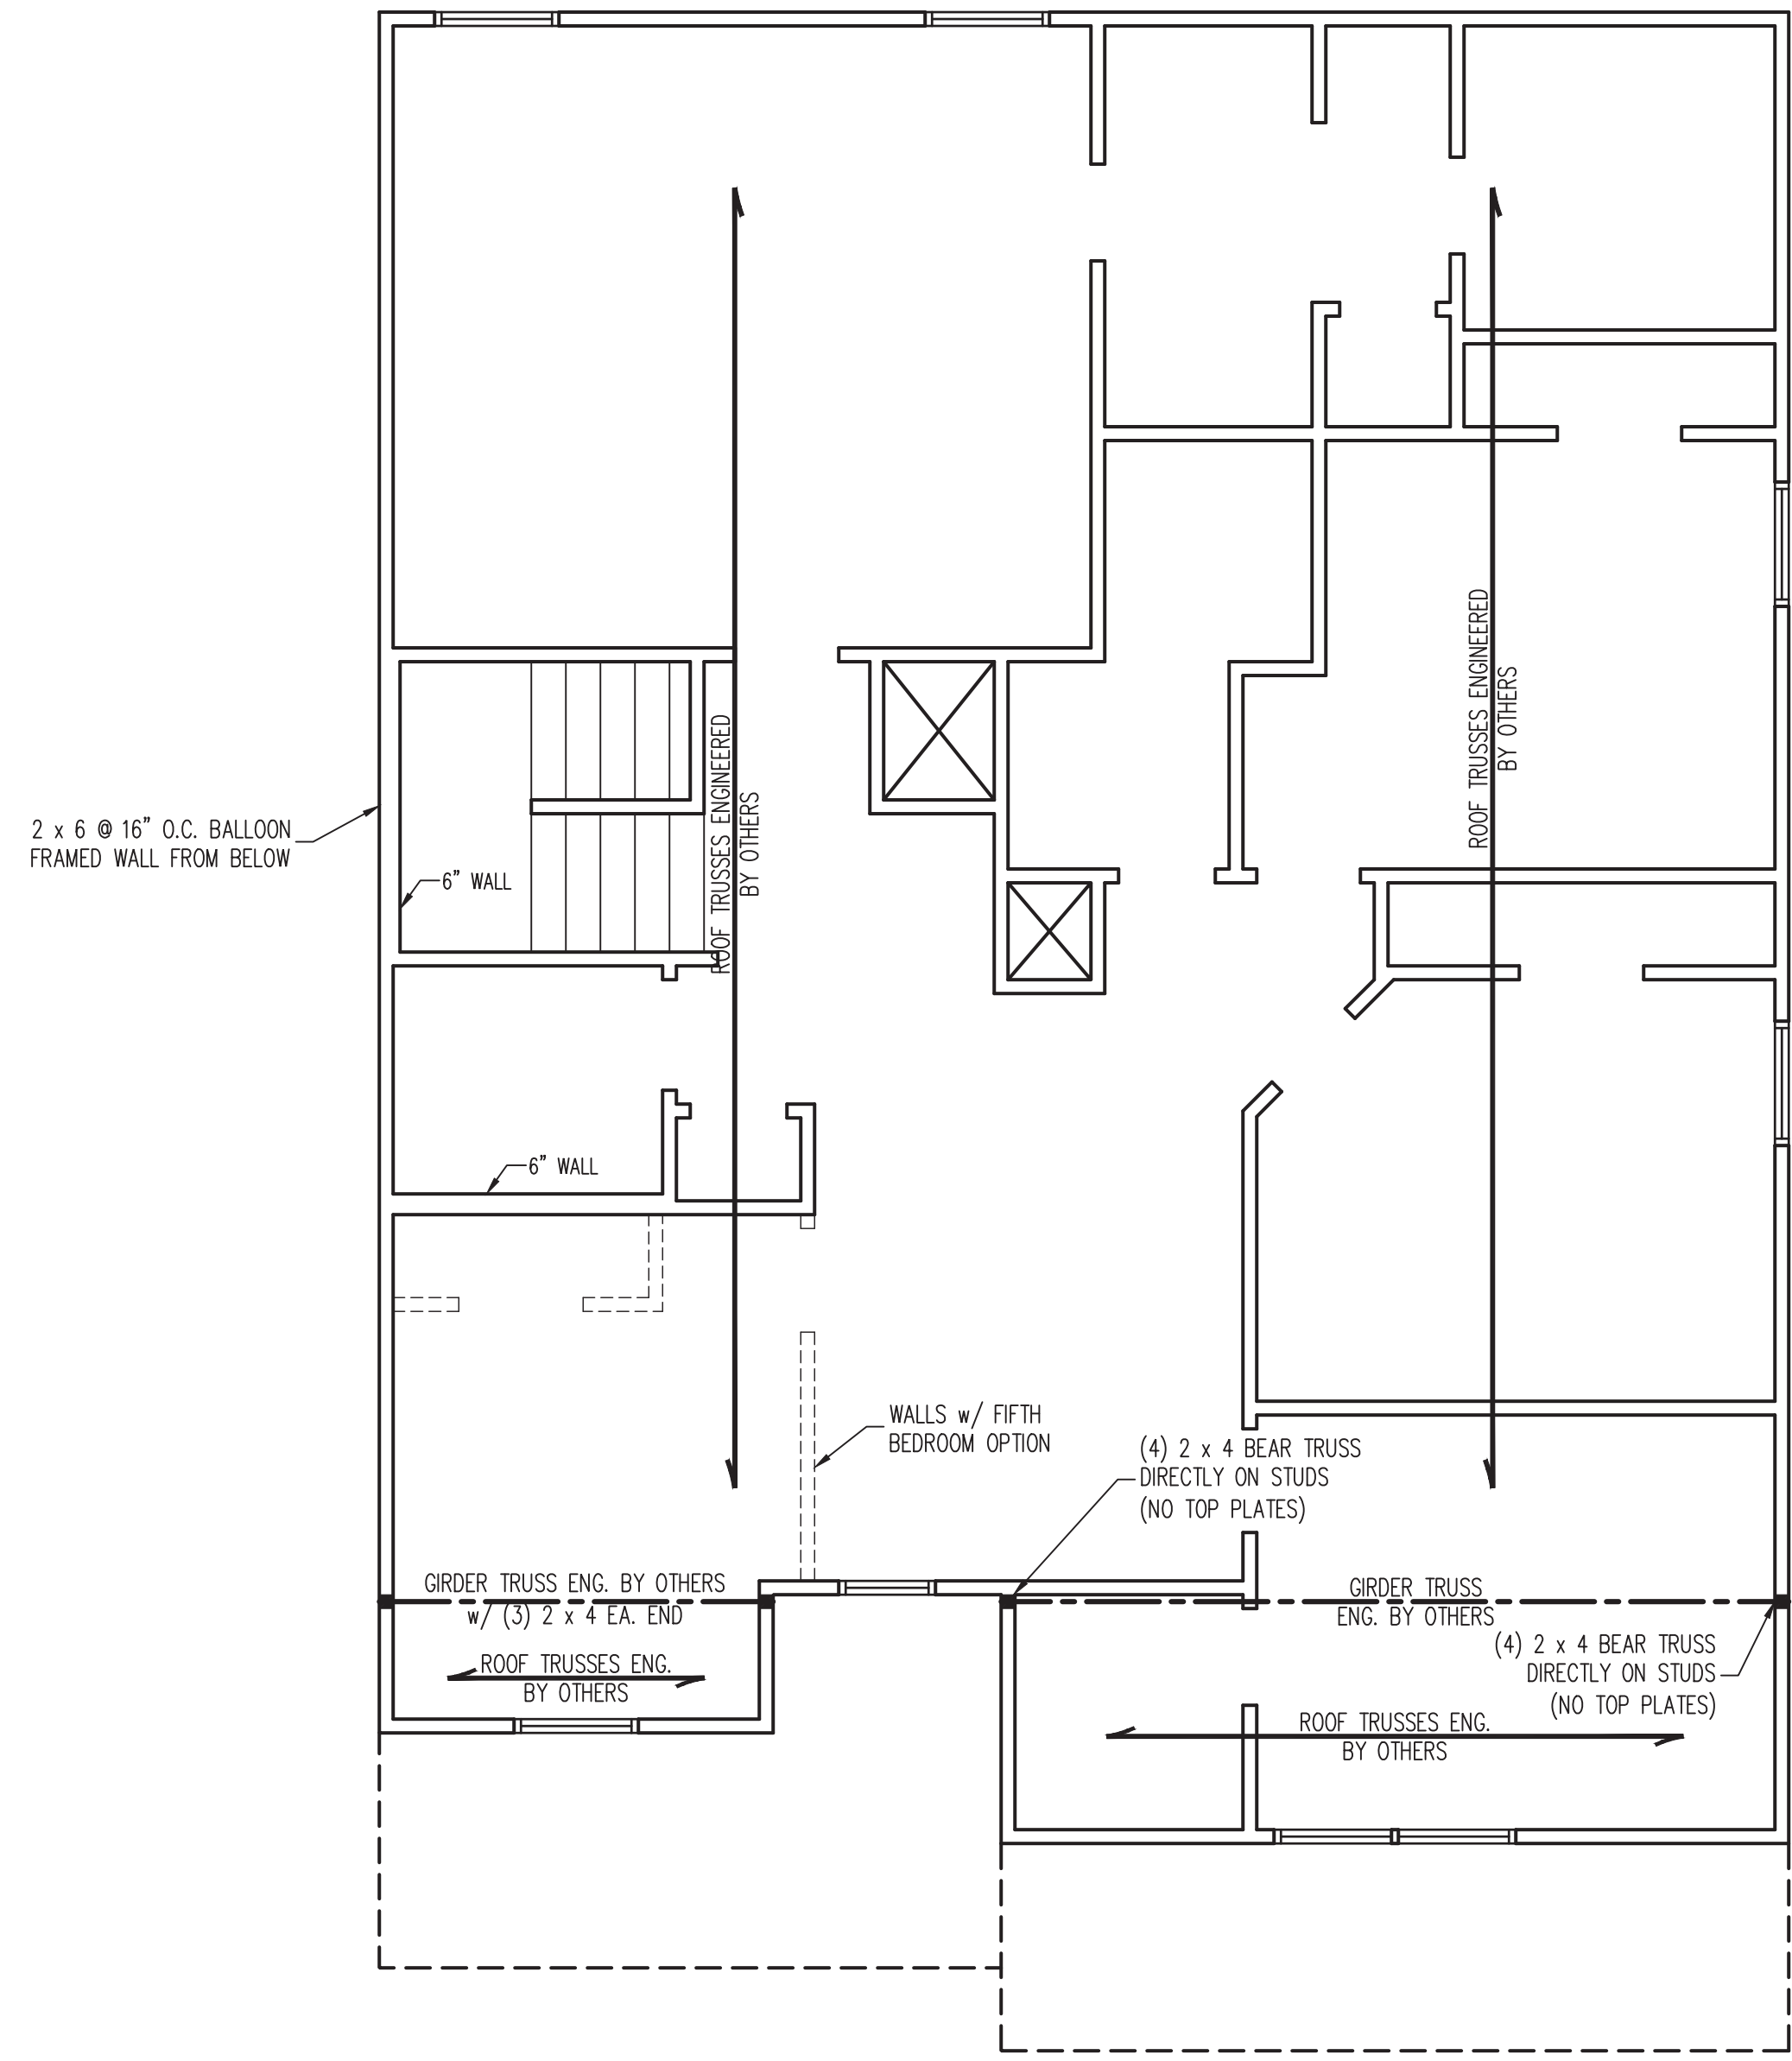 ROOF TRUSSES ENGINEERED
BY OTHERS
ROOF TRUSSES ENGINEERED
BY OTHERS
2 x 6 @ 16" O.C. BALLOON
FRAMED WALL FROM BELOW
6" WALL
6" WALL
WALLS w/ FIFTH
BEDROOM OPTION
(4) 2 x 4 BEAR TRUSS
DIRECTLY ON STUDS
(NO TOP PLATES)
GIRDER TRUSS ENG. BY OTHERS
w/ (3) 2 x 4 EA. END
GIRDER TRUSS
ENG. BY OTHERS
(4) 2 x 4 BEAR TRUSS
DIRECTLY ON STUDS
(NO TOP PLATES)
ROOF TRUSSES ENG.
BY OTHERS
ROOF TRUSSES ENG.
BY OTHERS